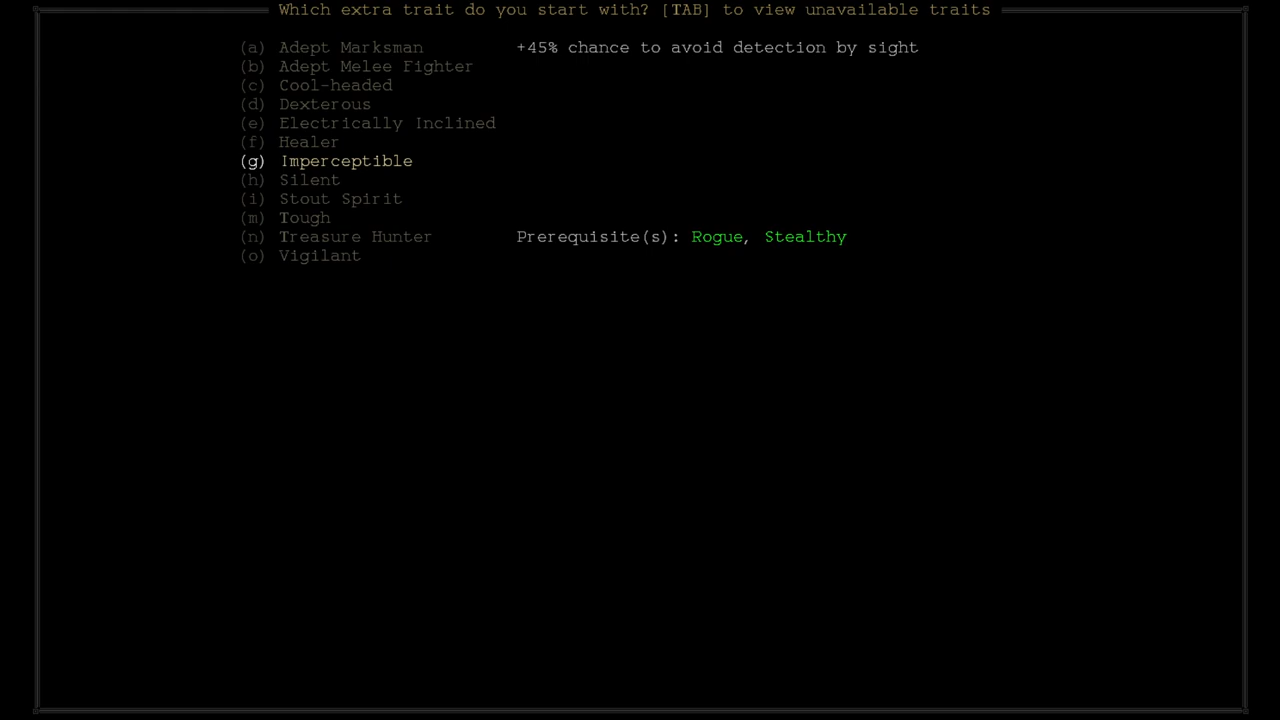 Which extra trait do you start with? [TAB] to view unavailable traits
(a) Adept Marksman +45% chance to avoid detection by sight
(b) Adept Melee Fighter
(c) Cool-headed
(d) Dexterous
(e) Electrically Inclined
(f) Healer
(g) Imperceptible
(h) Silent
(i) Stout Spirit
(m) Tough
(n) Treasure Hunter Prerequisite(s): Rogue, Stealthy
(o) Vigilant